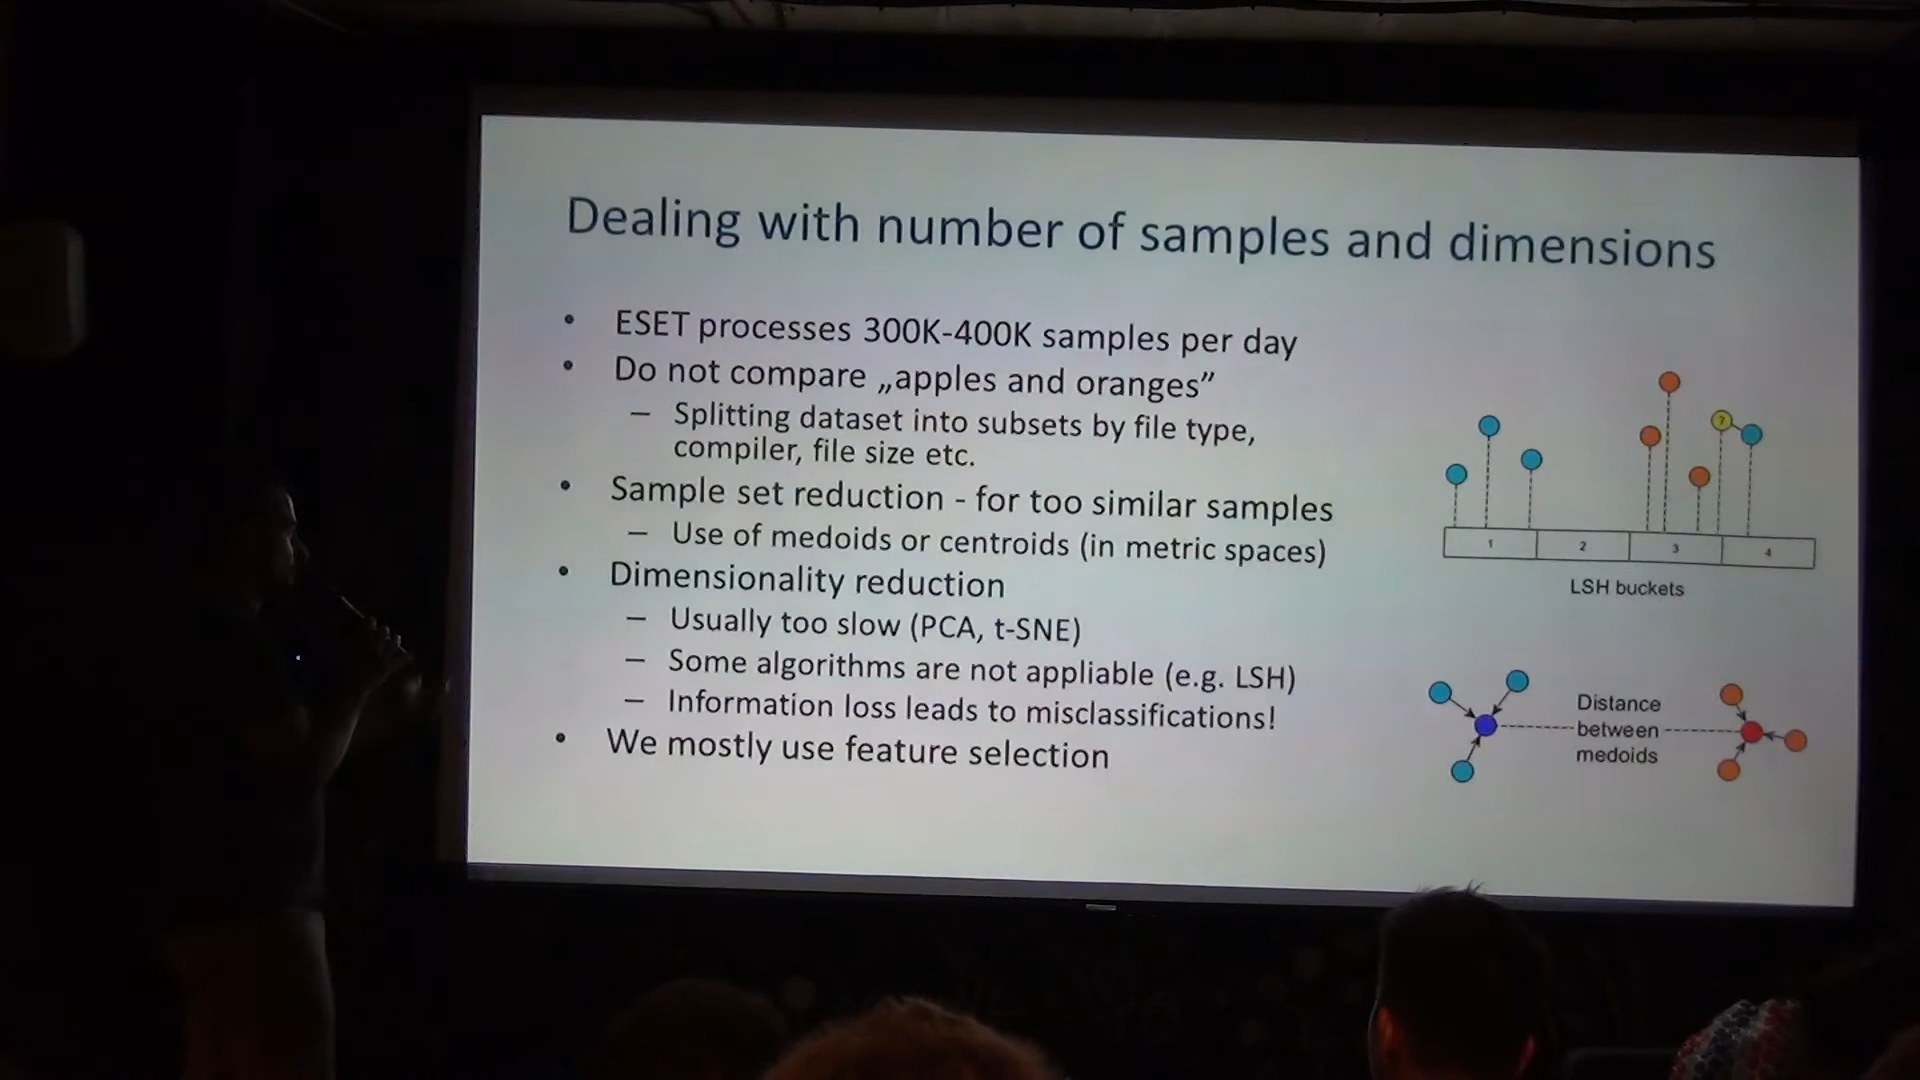 Dealing with number of samples and dimensions
• ESET processes 300K-400K samples per day
• Do not compare „apples and oranges”
– Splitting dataset into subsets by file type,
compiler, file size etc.
• Sample set reduction - for too similar samples
– Use of medoids or centroids (in metric spaces)
• Dimensionality reduction
– Usually too slow (PCA, t-SNE)
– Some algorithms are not appliable (e.g. LSH)
– Information loss leads to misclassifications!
• We mostly use feature selection
?
1 2 3 4
LSH buckets
Distance
between
medoids